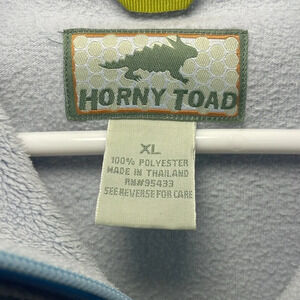 HORNY TOAD
XL
100% POLYESTER
MADE IN THAILAND
RN#95433
SEE REVERSE FOR CARE